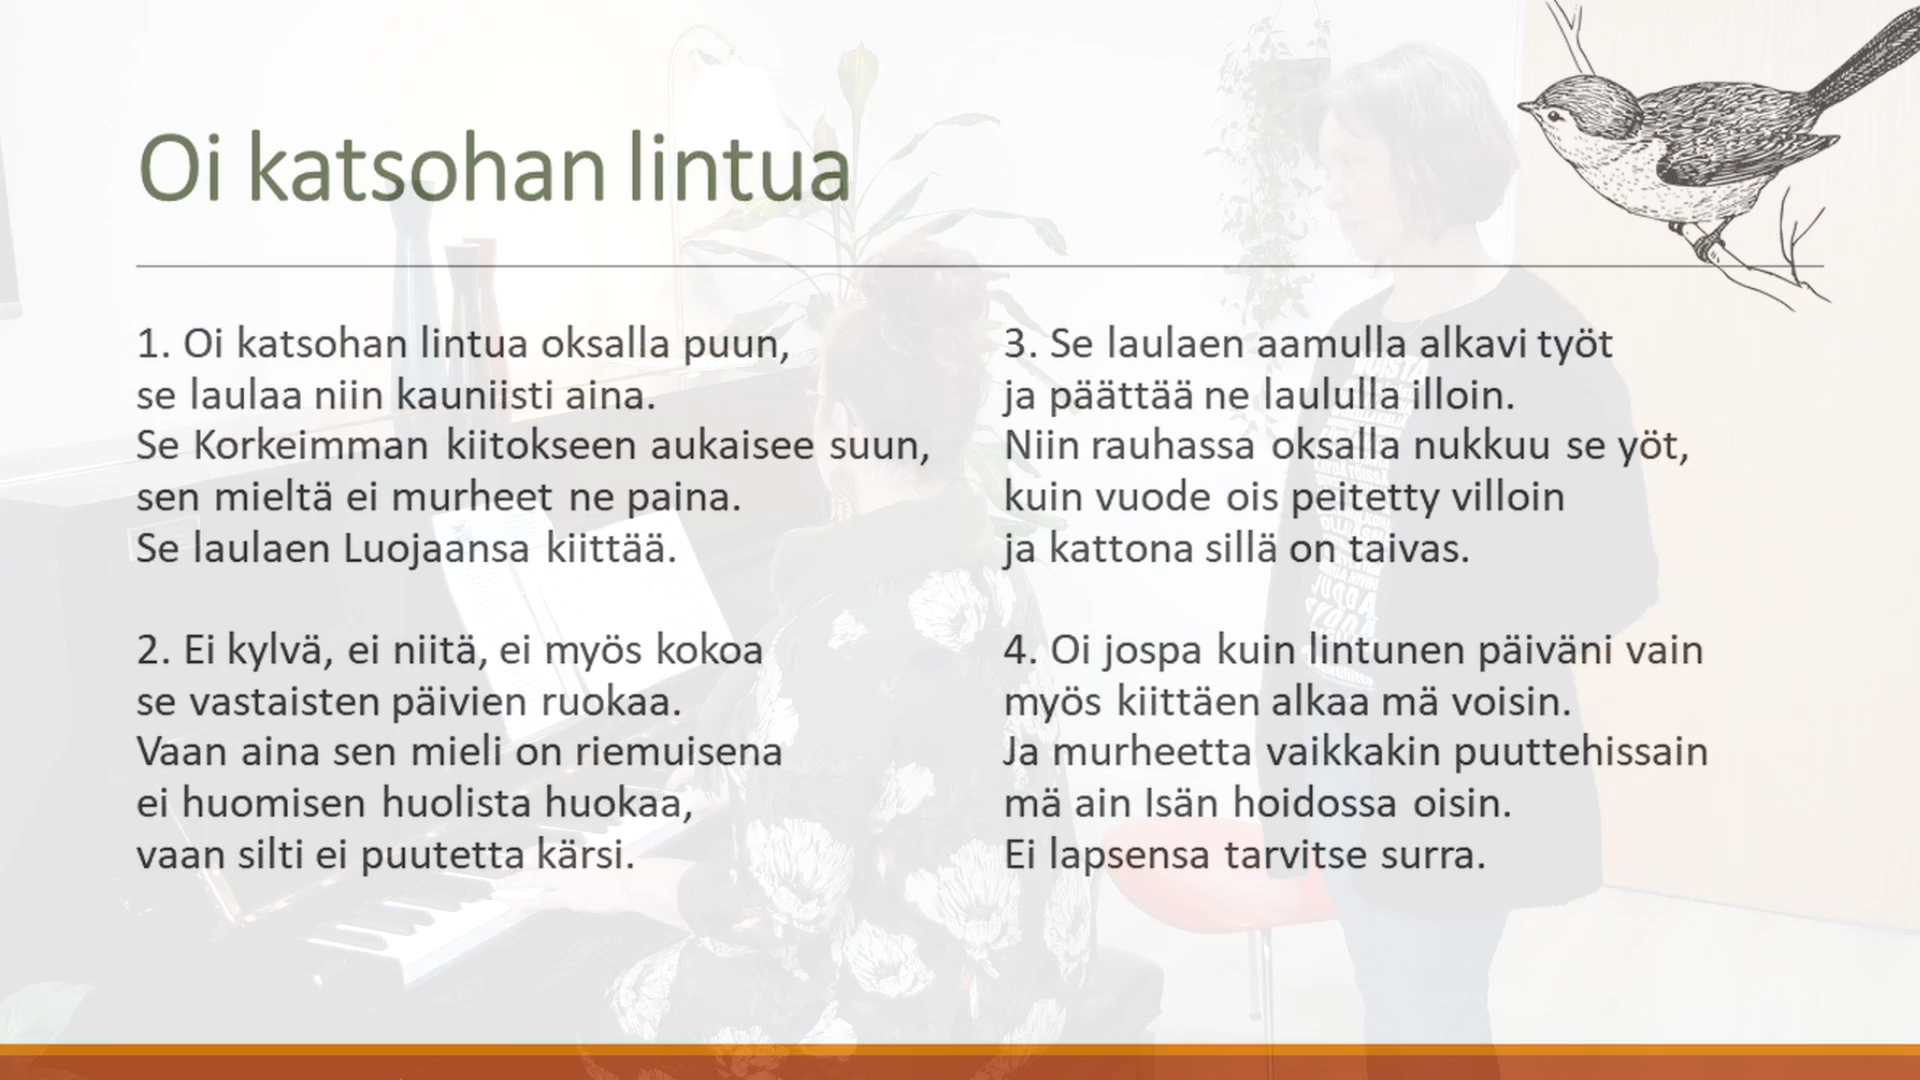 Oi katsohan lintua
1. Oi katsohan lintua oksalla puun,
se laulaa niin kauniisti aina.
Se Korkeimman kiitokseen aukaisee suun,
sen mieltä ei murheet ne paina.
Se laulaen Luojaansa kiittää.
2. Ei kylvä, ei niitä, ei myös kokoa
se vastaisten päivien ruokaa.
Vaan aina sen mieli on riemuisena
ei huomisen huolista huokaa,
vaan silti ei puutetta kärsi.
3. Se laulaen aamulla alkavi työt
ja päättää ne laululla illoin.
Niin rauhassa oksalla nukkuu se yöt,
kuin vuode ois peitetty villoin
ja kattona sillä on taivas.
4. Oi jospa kuin lintunen päiväni vain
myös kiittäen alkaa mä voisin.
Ja murheetta vaikkakin puuttehissain
mä ain Isän hoidossa oisin.
Ei lapsensa tarvitse surra.